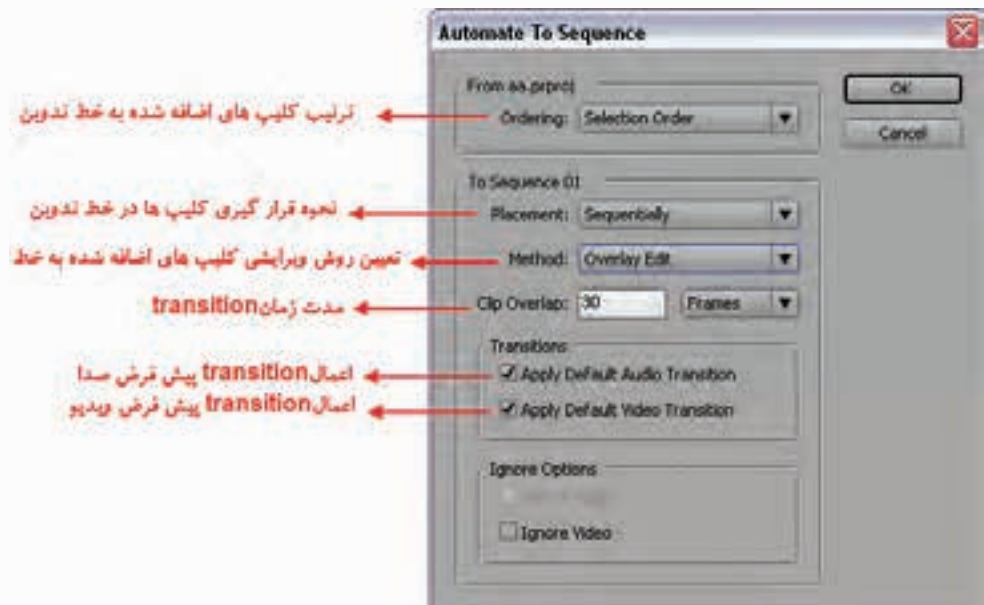 Automate To Sequence
From aa.prproj
OK
ترتیب کلیپ های اضافه شده به خط تدوین
Ordering: Selection Order
Cancel
To Sequence 01
نحوه قرار گیری کلیپ ها در خط تدوین
Placement: Sequentially
تعیین روش ویرایشی کلیپ های اضافه شده به خط
Method: Overlay Edit
مدت زمان transition
Clip Overlap: 30 Frames
Transitions
اعمال transition پیش فرض صدا
Apply Default Audio Transition
اعمال transition پیش فرض ویدیو
Apply Default Video Transition
Ignore Options
Ignore Video